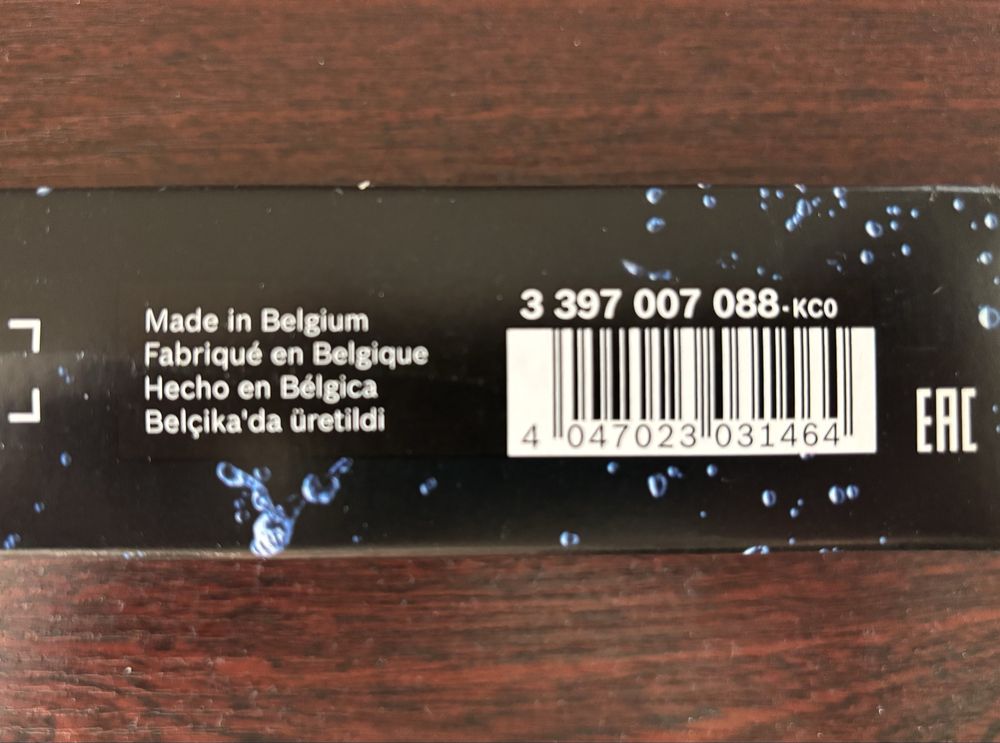 Made in Belgium
Fabriqué en Belgique
Hecho en Bélgica
Belçika'da üretildi
3 397 007 088·KC0
4 047023 031464
EAC